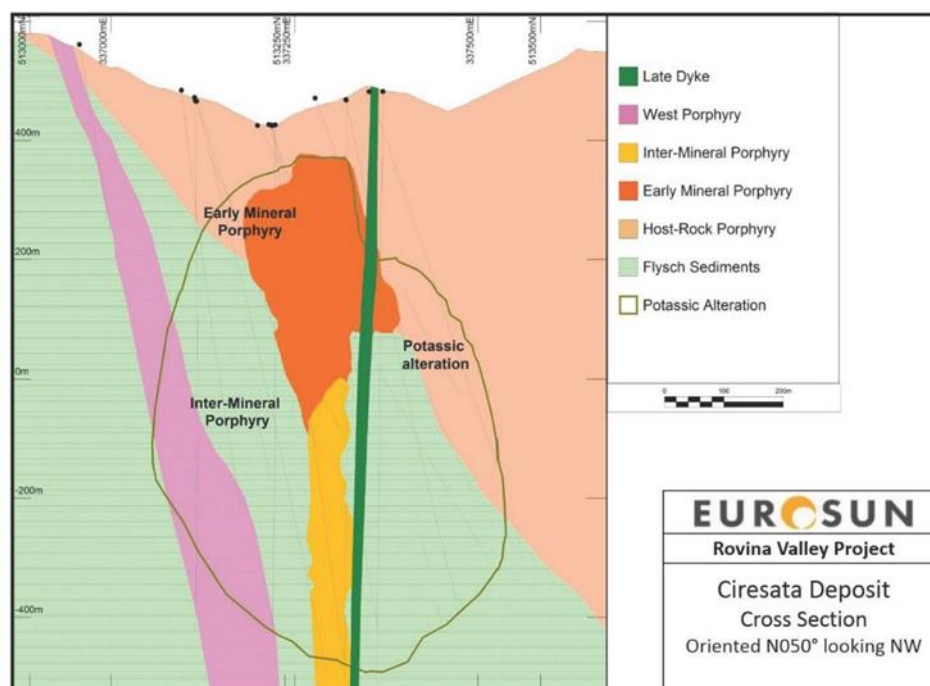 513000mN
337000mE
513250mN
337250mE
337500mE
513500mN
400m
200m
0m
-200m
-400m
Early Mineral
Porphyry
Potassic
alteration
Inter-Mineral
Porphyry
Late Dyke
West Porphyry
Inter-Mineral Porphyry
Early Mineral Porphyry
Host-Rock Porphyry
Flysch Sediments
Potassic Alteration
0 100 200m
EUROSUN
Rovina Valley Project
Ciresata Deposit
Cross Section
Oriented N050° looking NW